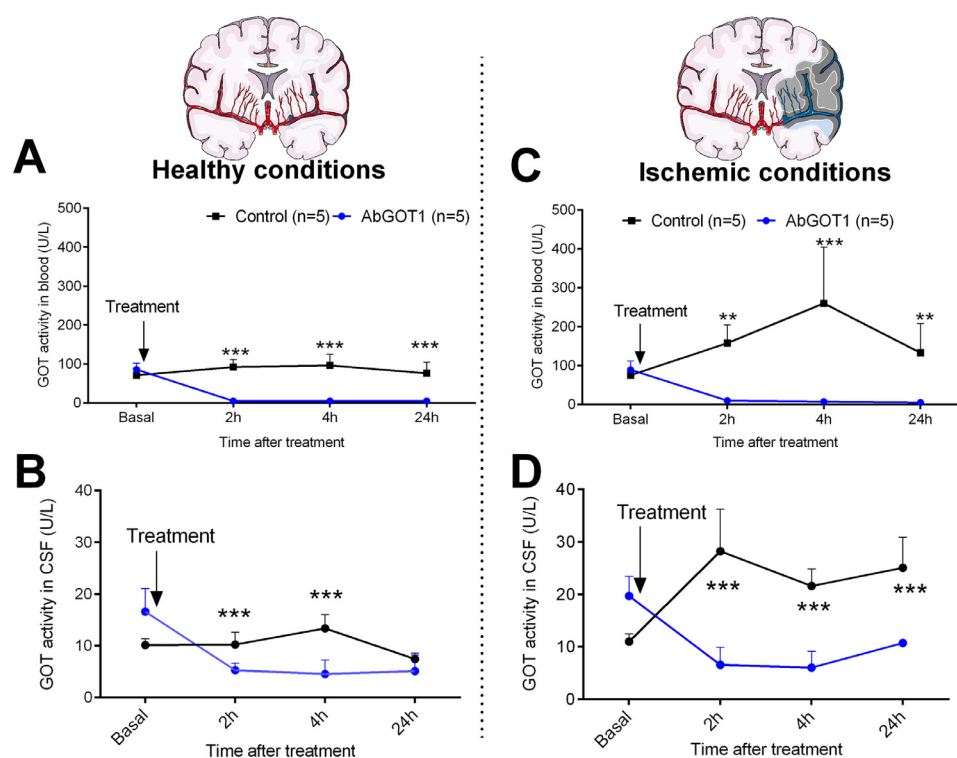 Healthy conditions
Ischemic conditions
A
Control (n=5) AbGOT1 (n=5)
GOT activity in blood (U/L)
500
400
300
200
100
0
Treatment
***
***
***
Basal 2h 4h 24h
Time after treatment
B
GOT activity in CSF (U/L)
40
30
20
10
0
Treatment
***
***
Basal 2h 4h 24h
Time after treatment
C
Control (n=5) AbGOT1 (n=5)
GOT activity in blood (U/L)
500
400
300
200
100
0
Treatment
**
***
**
Basal 2h 4h 24h
Time after treatment
D
GOT activity in CSF (U/L)
40
30
20
10
0
Treatment
***
***
***
Basal 2h 4h 24h
Time after treatment